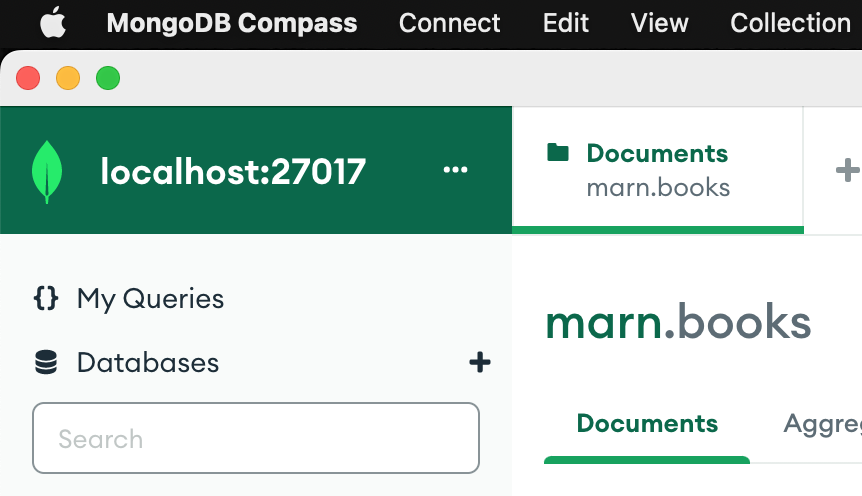 MongoDB Compass Connect Edit View Collection
localhost:27017
Documents
marn.books
My Queries
Databases
Search
marn.books
Documents
Aggreg